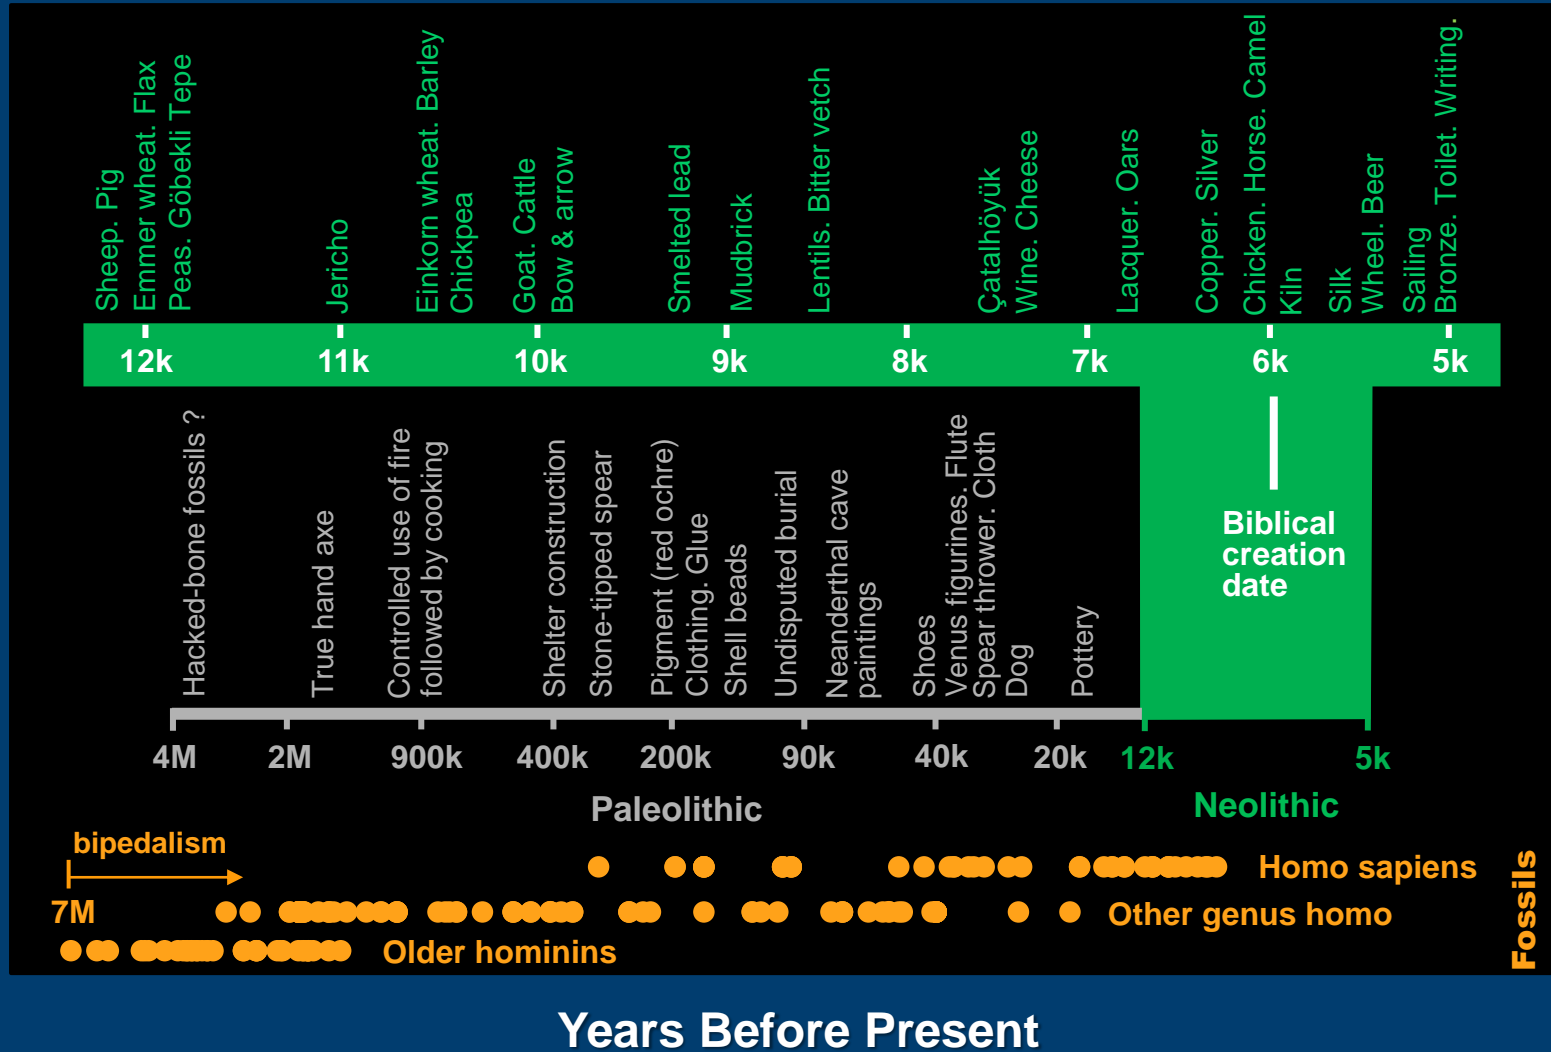 Sheep. Pig
Emmer wheat. Flax
Peas. Göbekli Tepe
Jericho
Einkorn wheat. Barley
Chickpea
Goat. Cattle
Bow & arrow
Smelted lead
Mudbrick
Lentils. Bitter vetch
Çatalhöyük
Wine. Cheese
Lacquer. Oars
Copper. Silver
Chicken. Horse. Camel
Kiln
Silk
Wheel. Beer
Sailing
Bronze. Toilet. Writing.
12k
11k
10k
9k
8k
7k
6k
5k
Biblical
creation
date
Hacked-bone fossils ?
True hand axe
Controlled use of fire
followed by cooking
Shelter construction
Stone-tipped spear
Pigment (red ochre)
Clothing. Glue
Shell beads
Undisputed burial
Neanderthal cave
paintings
Shoes
Venus figurines. Flute
Spear thrower. Cloth
Dog
Pottery
4M
2M
900k
400k
200k
90k
40k
20k
12k
5k
Paleolithic
Neolithic
bipedalism
7M
Homo sapiens
Other genus homo
Older hominins
Fossils
Years Before Present